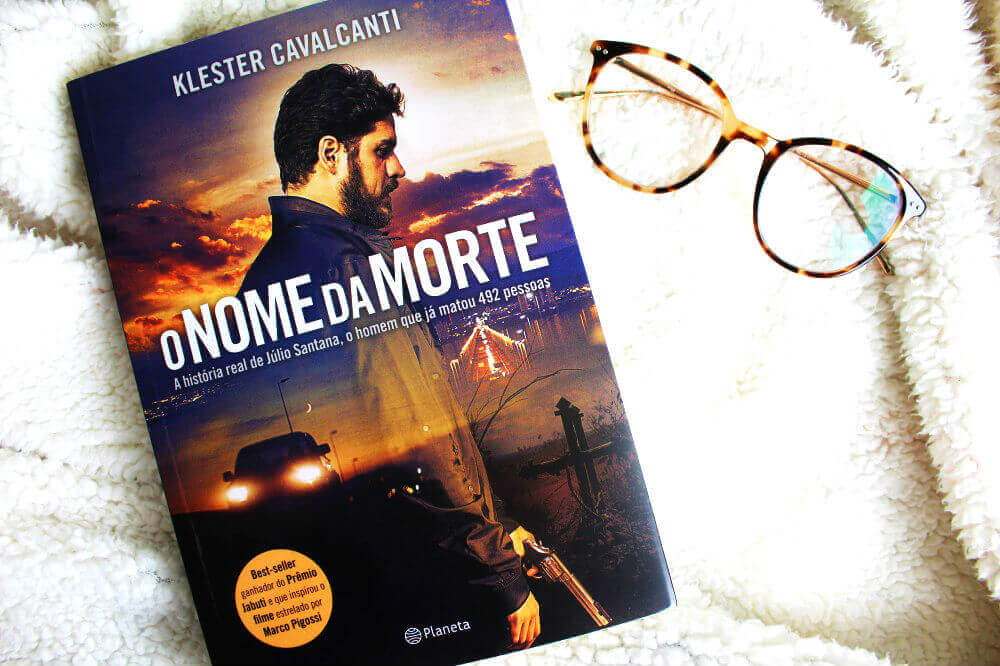 KLESTER CAVALCANTI
O NOME DA MORTE
A história real de Júlio Santana, o homem que já matou 492 pessoas
Best-seller
ganhador do Prêmio
Jabuti e que inspirou o
filme estrelado por
Marco Pigossi
Planeta